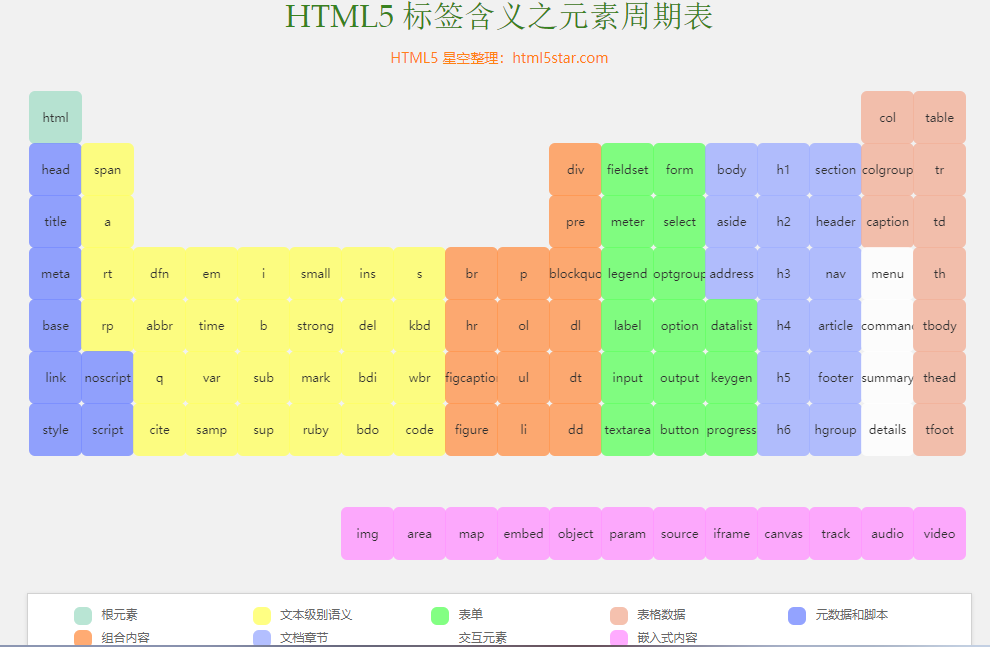 HTML5 标签含义之元素周期表
HTML5 星空整理：html5star.com
html col table
head span div fieldset form body h1 section colgroup tr
title a pre meter select aside h2 header caption td
meta rt dfn em i small ins s br p blockquo legend optgroup address h3 nav menu th
base rp abbr time b strong del kbd hr ol dl label option datalist h4 article comman tbody
link noscript q var sub mark bdi wbr figcaption ul dt input output keygen h5 footer summary thead
style script cite samp sup ruby bdo code figure li dd textarea button progress h6 hgroup details tfoot
img area map embed object param source iframe canvas track audio video
根元素 文本级别语义 表单 表格数据 元数据和脚本
组合内容 文档章节 交互元素 嵌入式内容